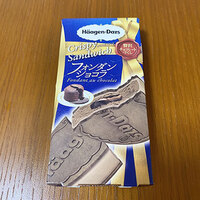 Häagen-Dazs
Crispy
Sandwich
フォンダン
ショコラ
Fondant au chocolat